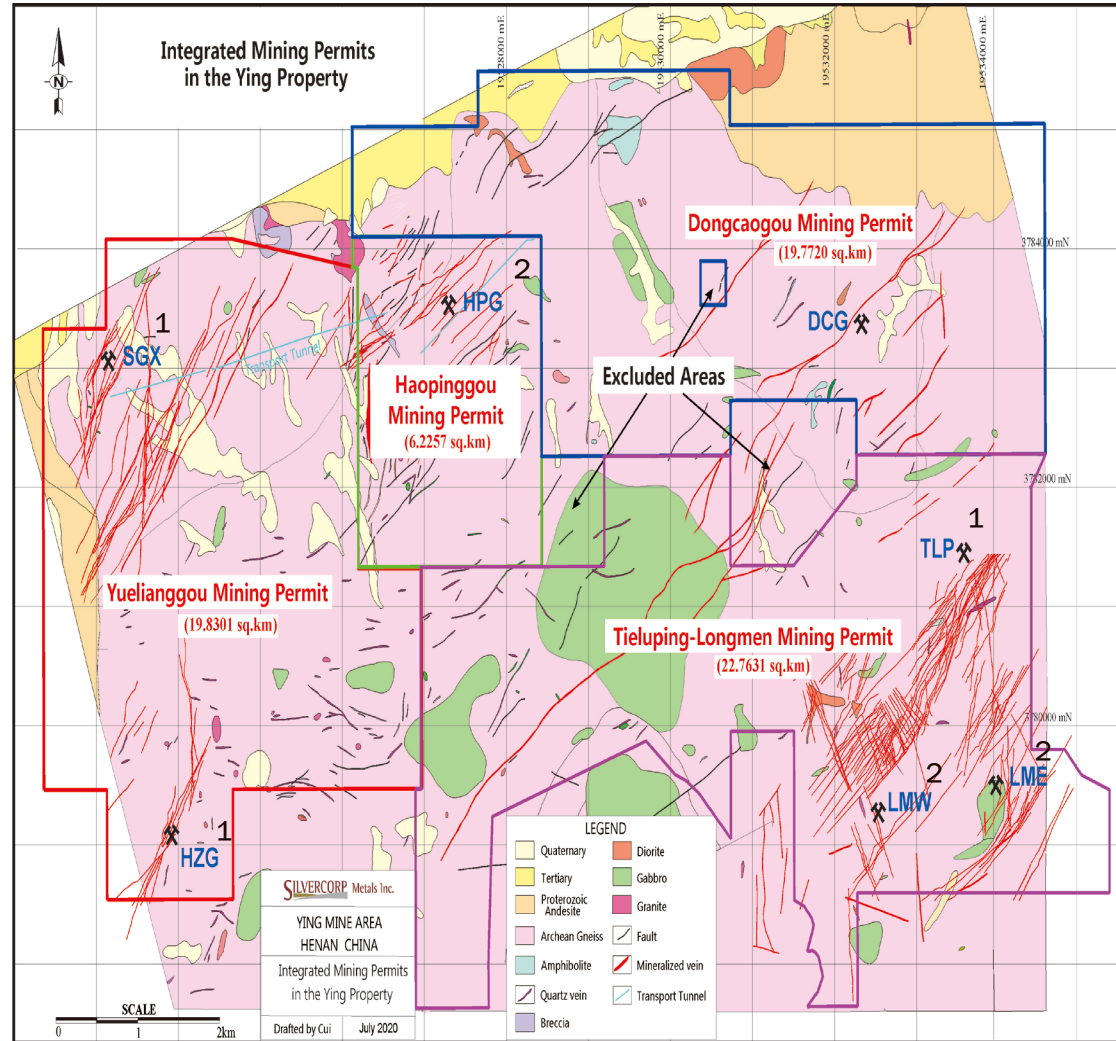 Integrated Mining Permits
in the Ying Property
N
19528000 mE
19530000 mE
19532000 mE
19534000 mE
Dongcaogou Mining Permit
(19.7720 sq.km)
3784000 mN
2
HPG
DCG
1
SGX
Transport Tunnel
Excluded Areas
Haopinggou
Mining Permit
(6.2257 sq.km)
3782000 mN
1
TLP
Yuelianggou Mining Permit
(19.8301 sq.km)
Tieluping-Longmen Mining Permit
(22.7631 sq.km)
3780000 mN
2
LME
2
LMW
1
HZG
LEGEND
Quaternary
Diorite
Tertiary
Gabbro
Proterozoic
Andesite
Granite
Archean Gneiss
Fault
Amphibolite
Mineralized vein
Quartz vein
Transport Tunnel
Breccia
SILVERCORP Metals Inc.
YING MINE AREA
HENAN CHINA
Integrated Mining Permits
in the Ying Property
Drafted by Cui
July 2020
SCALE
0 1 2km